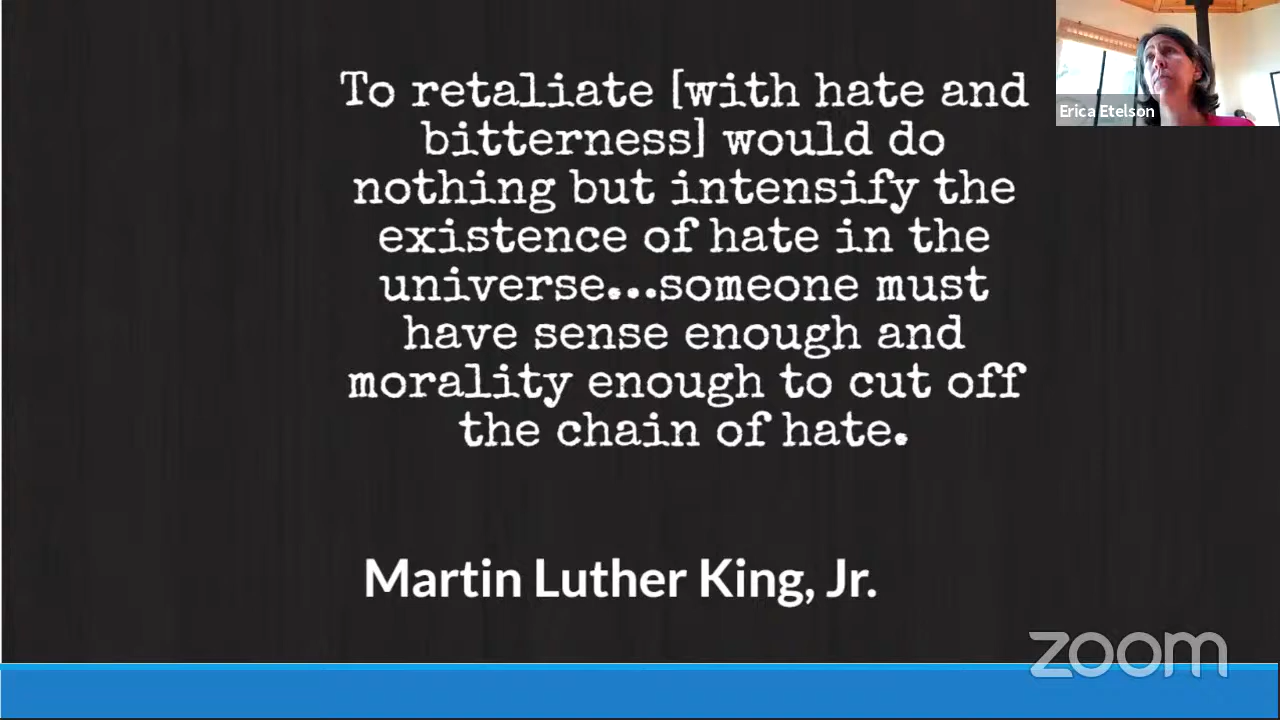 To retaliate [with hate and
bitterness] would do
nothing but intensify the
existence of hate in the
universe...someone must
have sense enough and
morality enough to cut off
the chain of hate.
Martin Luther King, Jr.
Erica Etelson
zoom